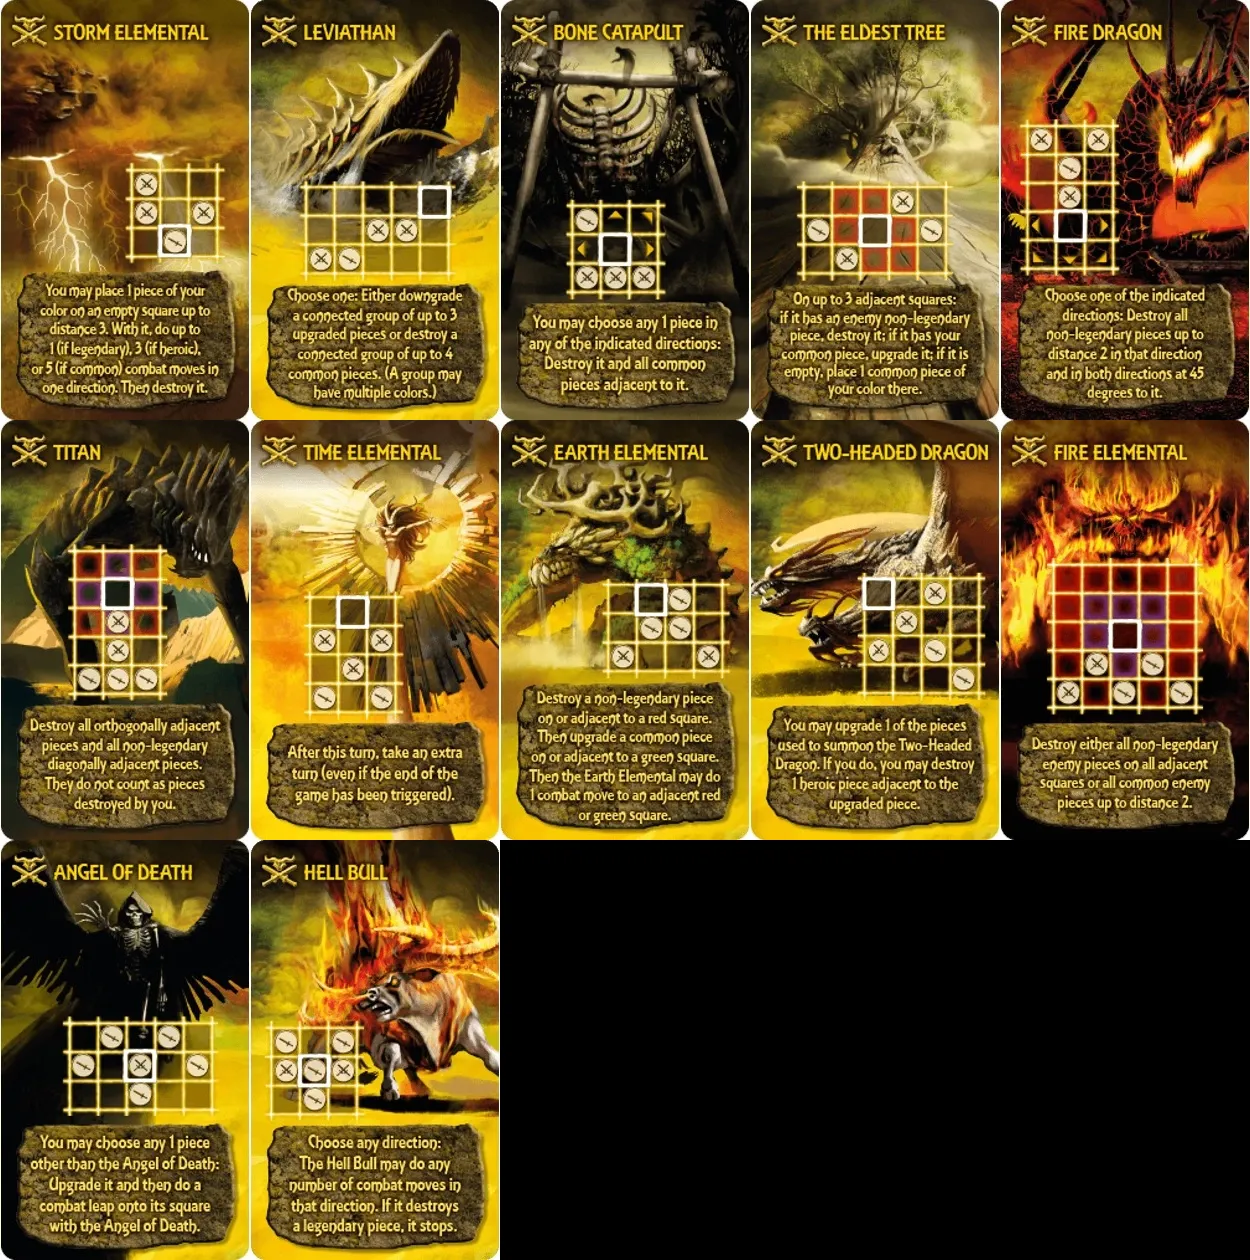 STORM ELEMENTAL
You may place 1 piece of your
color on an empty square up to
distance 3. With it, do up to
1 (if legendary), 3 (if heroic),
or 5 (if common) combat moves in
one direction. Then destroy it.
LEVIATHAN
Choose one: Either downgrade
a connected group of up to 3
upgraded pieces or destroy a
connected group of up to 4
common pieces. (A group may
have multiple colors.)
BONE CATAPULT
You may choose any 1 piece in
any of the indicated directions:
Destroy it and all common
pieces adjacent to it.
THE ELDEST TREE
On up to 3 adjacent squares:
if it has an enemy non-legendary
piece, destroy it; if it has your
common piece, upgrade it; if it is
empty, place 1 common piece of
your color there.
FIRE DRAGON
Choose one of the indicated
directions: Destroy all
non-legendary pieces up to
distance 2 in that direction
and in both directions at 45
degrees to it.
TITAN
Destroy all orthogonally adjacent
pieces and all non-legendary
diagonally adjacent pieces.
They do not count as pieces
destroyed by you.
TIME ELEMENTAL
After this turn, take an extra
turn (even if the end of the
game has been triggered).
EARTH ELEMENTAL
Destroy a non-legendary piece
on or adjacent to a red square.
Then upgrade a common piece
on or adjacent to a green square.
Then the Earth Elemental may do
1 combat move to an adjacent red
or green square.
TWO-HEADED DRAGON
You may upgrade 1 of the pieces
used to summon the Two-Headed
Dragon. If you do, you may destroy
1 heroic piece adjacent to the
upgraded piece.
FIRE ELEMENTAL
Destroy either all non-legendary
enemy pieces on all adjacent
squares or all common enemy
pieces up to distance 2.
ANGEL OF DEATH
You may choose any 1 piece
other than the Angel of Death:
Upgrade it and then do a
combat leap onto its square
with the Angel of Death.
HELL BULL
Choose any direction:
The Hell Bull may do any
number of combat moves in
that direction. If it destroys
a legendary piece, it stops.